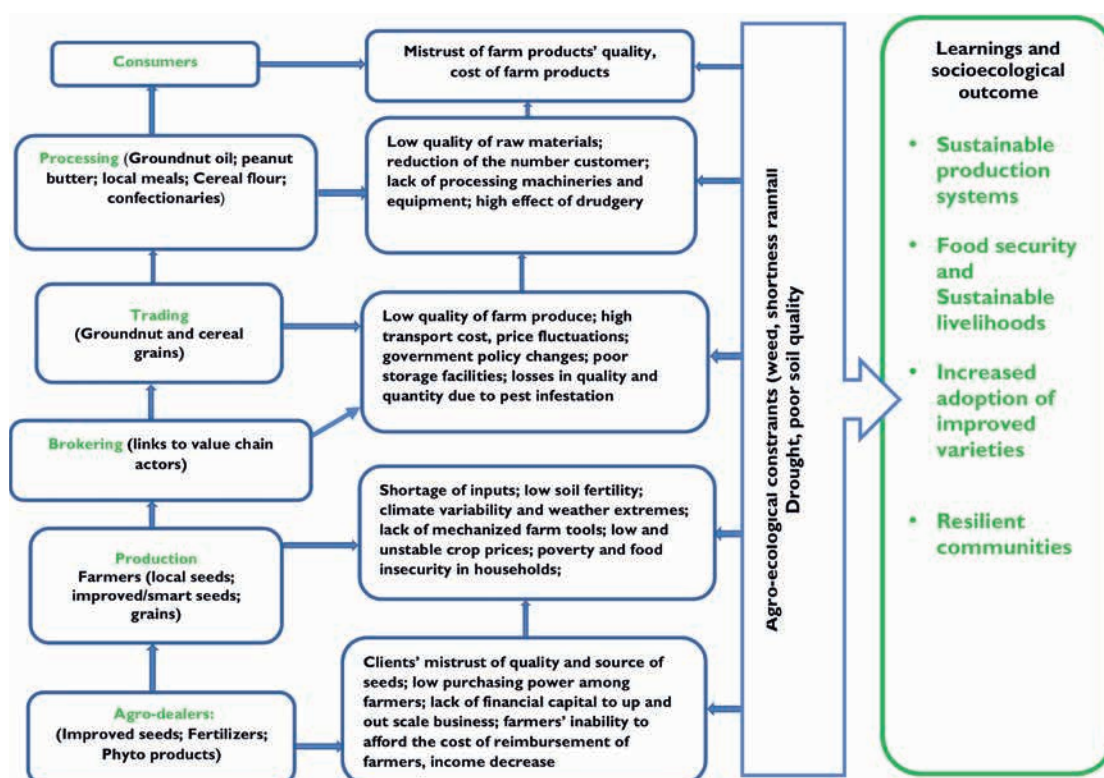 Consumers
Mistrust of farm products' quality,
cost of farm products
Processing (Groundnut oil; peanut
butter; local meals; Cereal flour;
confectionaries)
Low quality of raw materials;
reduction of the number customer;
lack of processing machineries and
equipment; high effect of drudgery
Trading
(Groundnut and cereal
grains)
Low quality of farm produce; high
transport cost, price fluctuations;
government policy changes; poor
storage facilities; losses in quality and
quantity due to pest infestation
Brokering (links to value chain
actors)
Shortage of inputs; low soil fertility;
climate variability and weather extremes;
lack of mechanized farm tools; low and
unstable crop prices; poverty and food
insecurity in households;
Production
Farmers (local seeds;
improved/smart seeds;
grains)
Clients' mistrust of quality and source of
seeds; low purchasing power among
farmers; lack of financial capital to up and
out scale business; farmers' inability to
afford the cost of reimbursement of
farmers, income decrease
Agro-dealers:
(Improved seeds; Fertilizers;
Phyto products)
Agro-ecological constraints (weed, shortness rainfall
Drought, poor soil quality
Learnings and
socioecological
outcome
• Sustainable
production
systems
• Food security
and
Sustainable
livelihoods
• Increased
adoption of
improved
varieties
• Resilient
communities